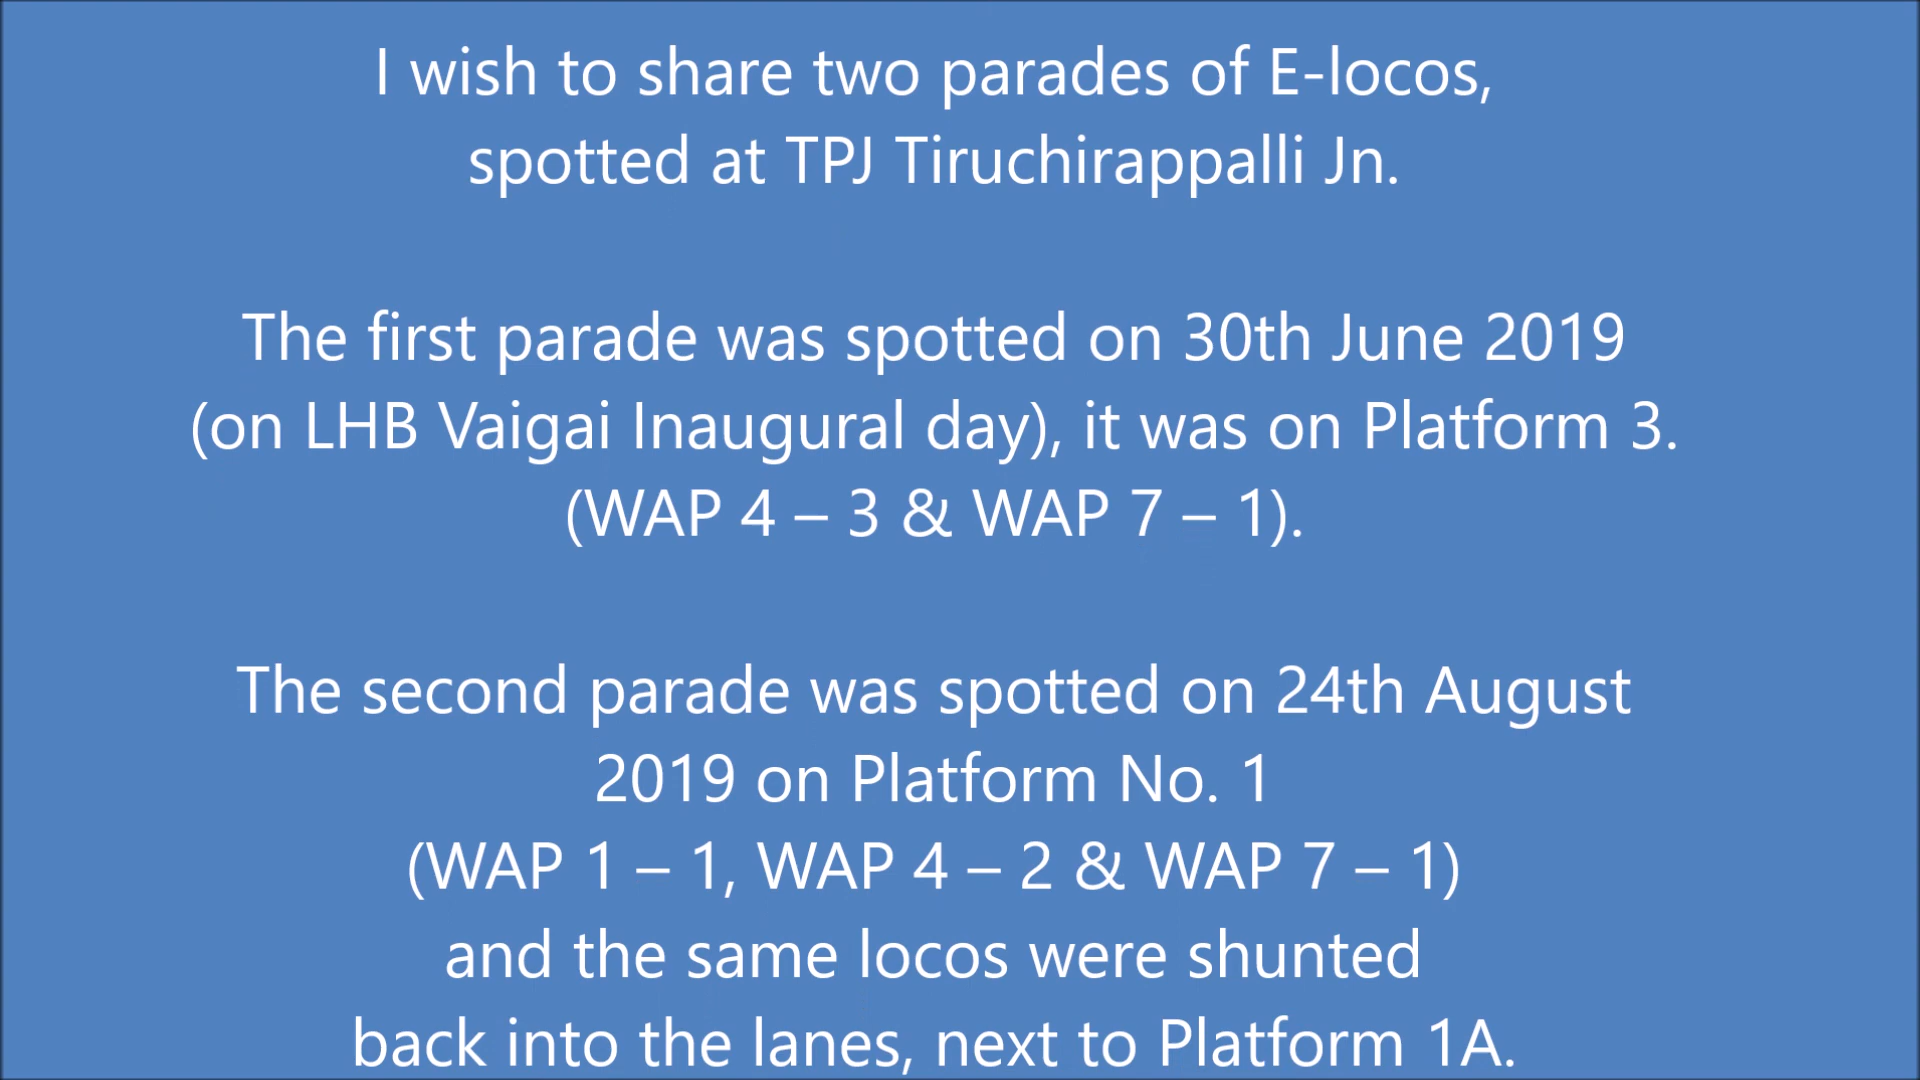 I wish to share two parades of E-locos,
spotted at TPJ Tiruchirappalli Jn.
The first parade was spotted on 30th June 2019
(on LHB Vaigai Inaugural day), it was on Platform 3.
(WAP 4 – 3 & WAP 7 – 1).
The second parade was spotted on 24th August
2019 on Platform No. 1
(WAP 1 – 1, WAP 4 – 2 & WAP 7 – 1)
and the same locos were shunted
back into the lanes, next to Platform 1A.